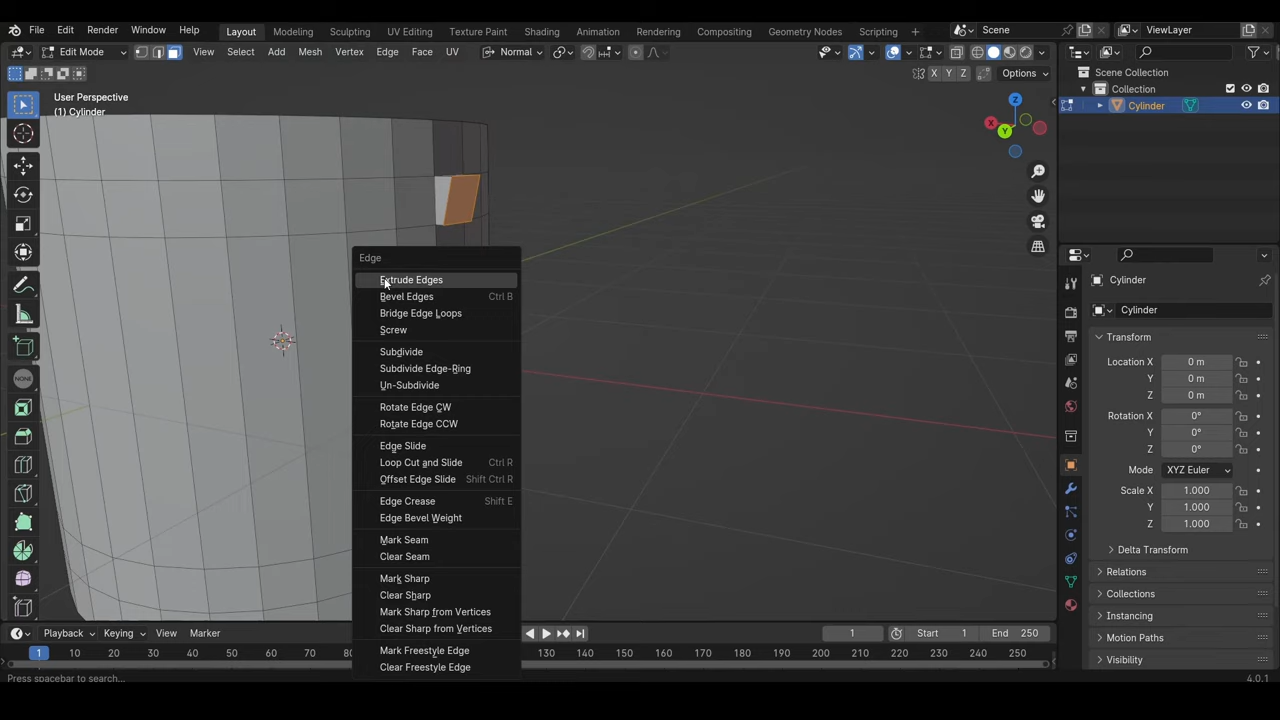 File Edit Render Window Help Layout Modeling Sculpting UV Editing Texture Paint Shading Animation Rendering Compositing Geometry Nodes Scripting + Scene ViewLayer
Edit Mode View Select Add Mesh Vertex Edge Face UV Normal
X Y Z Options
User Perspective
(1) Cylinder
Z
X
Y
NONE
Scene Collection
Collection
Cylinder
Edge
Extrude Edges
Bevel Edges Ctrl B
Bridge Edge Loops
Screw
Subdivide
Subdivide Edge-Ring
Un-Subdivide
Rotate Edge CW
Rotate Edge CCW
Edge Slide
Loop Cut and Slide Ctrl R
Offset Edge Slide Shift Ctrl R
Edge Crease Shift E
Edge Bevel Weight
Mark Seam
Clear Seam
Mark Sharp
Clear Sharp
Mark Sharp from Vertices
Clear Sharp from Vertices
Mark Freestyle Edge
Clear Freestyle Edge
Cylinder
Cylinder
Transform
Location X 0 m
Y 0 m
Z 0 m
Rotation X 0°
Y 0°
Z 0°
Mode XYZ Euler
Scale X 1.000
Y 1.000
Z 1.000
Delta Transform
Relations
Collections
Instancing
Motion Paths
Visibility
Playback Keying View Marker 1 Start 1 End 250
1 10 20 30 40 50 60 70 80 130 140 150 160 170 180 190 200 210 220 230 240 250
Press spacebar to search...
4.0.1